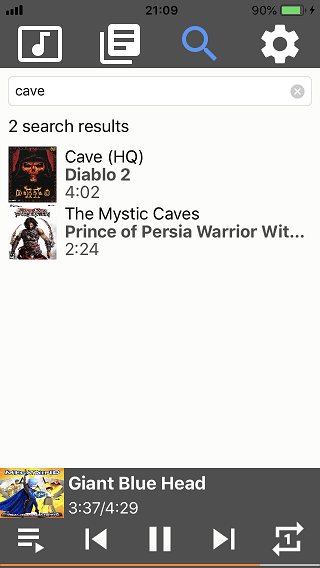 21:09
90%
cave
2 search results
Cave (HQ)
Diablo 2
4:02
The Mystic Caves
Prince of Persia Warrior Wit...
2:24
Giant Blue Head
3:37/4:29
1